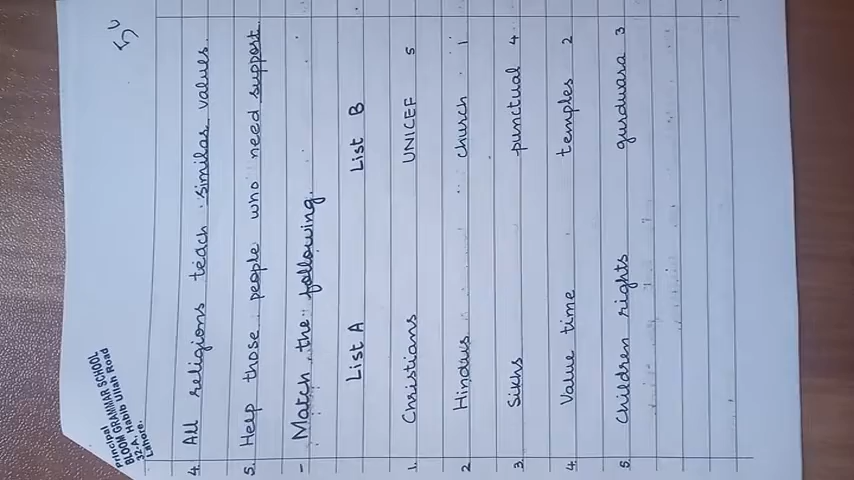 Principal
BLOOM GRAMMAR SCHOOL
32-A, Habib Ullah Road
Lahore.
4. All religions teach similar values.
5. Help those people who need support.
- Match the following.
List A List B
1. Christians UNICEF 5
2 Hindus church 1
3. Sikhs punctual 4
4. Value time temples 2
5 Children rights gurdwara 3